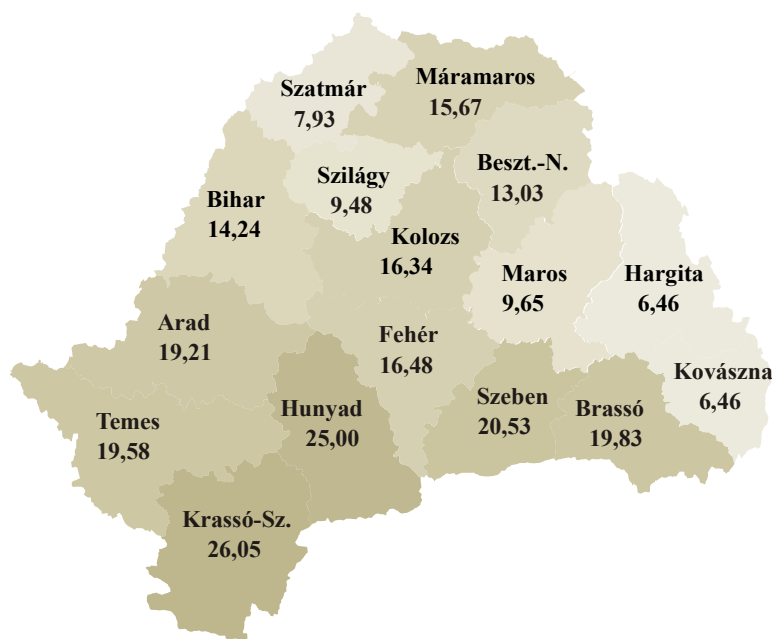 Szatmár
7,93
Máramaros
15,67
Szilágy
9,48
Beszt.-N.
13,03
Bihar
14,24
Kolozs
16,34
Maros
9,65
Hargita
6,46
Arad
19,21
Fehér
16,48
Kovászna
6,46
Temes
19,58
Hunyad
25,00
Szeben
20,53
Brassó
19,83
Krassó-Sz.
26,05